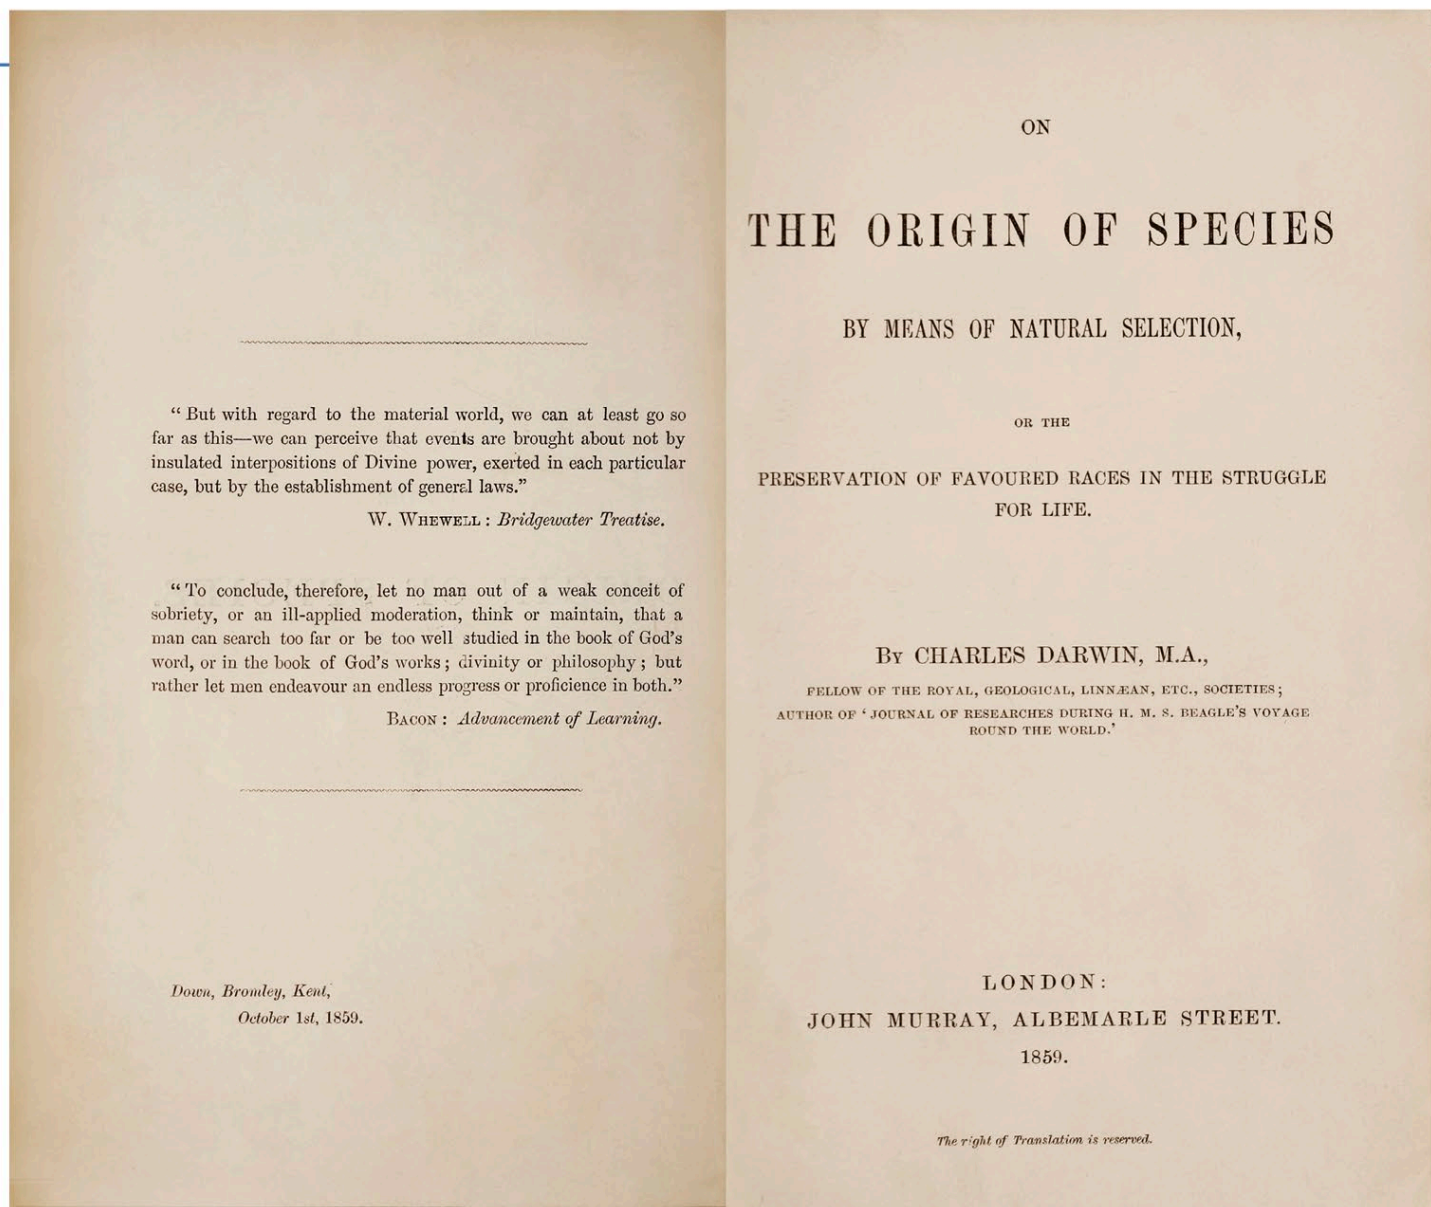 “ But with regard to the material world, we can at least go so
far as this—we can perceive that events are brought about not by
insulated interpositions of Divine power, exerted in each particular
case, but by the establishment of general laws.”
W. WHEWELL : Bridgewater Treatise.
“ To conclude, therefore, let no man out of a weak conceit of
sobriety, or an ill-applied moderation, think or maintain, that a
man can search too far or be too well studied in the book of God’s
word, or in the book of God’s works ; divinity or philosophy ; but
rather let men endeavour an endless progress or proficience in both.”
BACON : Advancement of Learning.
Down, Bromley, Kent,
October 1st, 1859.
ON
THE ORIGIN OF SPECIES
BY MEANS OF NATURAL SELECTION,
OR THE
PRESERVATION OF FAVOURED RACES IN THE STRUGGLE
FOR LIFE.
BY CHARLES DARWIN, M.A.,
FELLOW OF THE ROYAL, GEOLOGICAL, LINNÆAN, ETC., SOCIETIES ;
AUTHOR OF ‘ JOURNAL OF RESEARCHES DURING H. M. S. BEAGLE’S VOYAGE
ROUND THE WORLD.’
LONDON:
JOHN MURRAY, ALBEMARLE STREET.
1859.
The right of Translation is reserved.